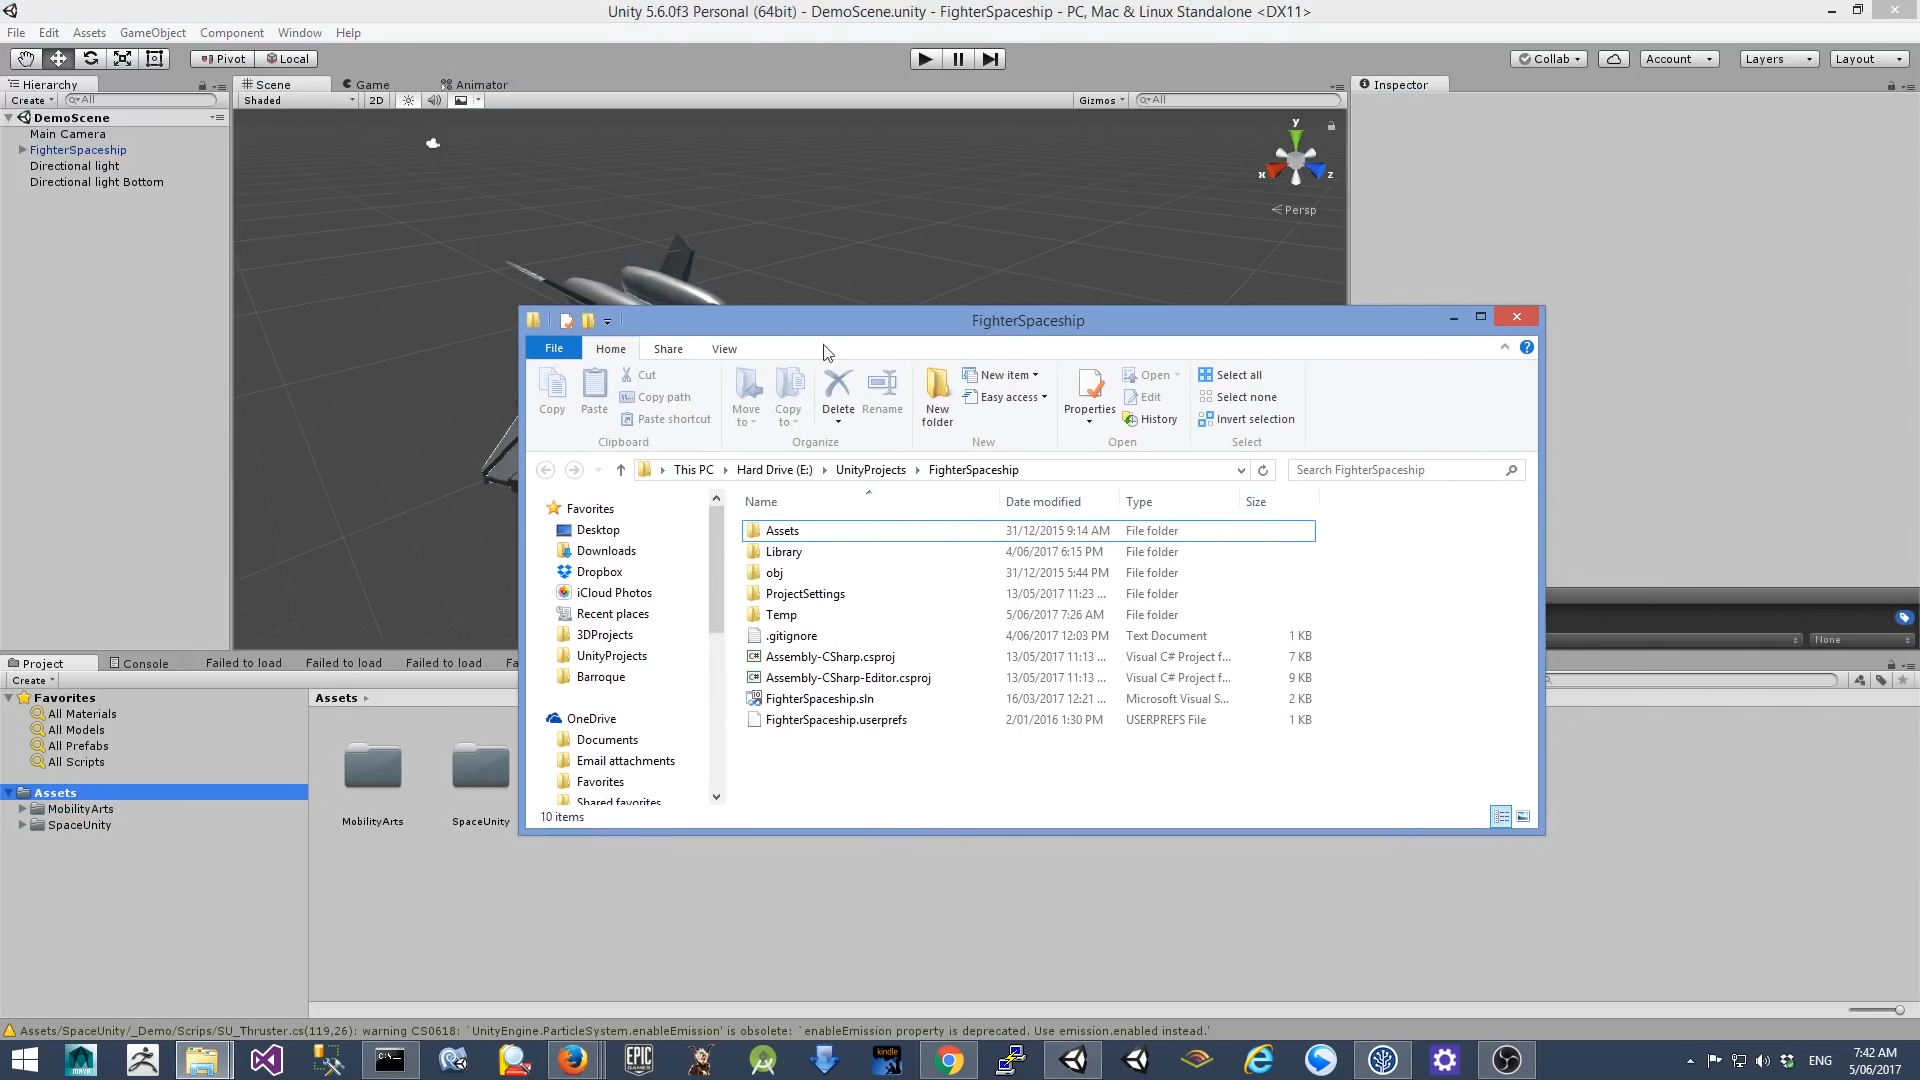 Unity 5.6.0f3 Personal (64bit) - DemoScene.unity - FighterSpaceship - PC, Mac & Linux Standalone <DX11>
File Edit Assets GameObject Component Window Help
Pivot Local Collab Account Layers Layout
Hierarchy Scene Game Animator Inspector
Create All Shaded 2D Gizmos All
DemoScene
Main Camera
FighterSpaceship
Directional light
Directional light Bottom
y
x z
Persp
FighterSpaceship
File Home Share View
Copy
Paste
Cut
Copy path
Paste shortcut
Clipboard
Move to
Copy to
Delete
Rename
Organize
New folder
New item
Easy access
New
Properties
Open
Edit
History
Open
Select all
Select none
Invert selection
Select
This PC Hard Drive (E:) UnityProjects FighterSpaceship Search FighterSpaceship
Name Date modified Type Size
Favorites
Desktop
Downloads
Dropbox
iCloud Photos
Recent places
3DProjects
UnityProjects
Barroque
OneDrive
Documents
Email attachments
Favorites
Shared favorites
Assets 31/12/2015 9:14 AM File folder
Library 4/06/2017 6:15 PM File folder
obj 31/12/2015 5:44 PM File folder
ProjectSettings 13/05/2017 11:23 ... File folder
Temp 5/06/2017 7:26 AM File folder
.gitignore 4/06/2017 12:03 PM Text Document 1 KB
Assembly-CSharp.csproj 13/05/2017 11:13 ... Visual C# Project f... 7 KB
Assembly-CSharp-Editor.csproj 13/05/2017 11:13 ... Visual C# Project f... 9 KB
FighterSpaceship.sln 16/03/2017 12:21 ... Microsoft Visual S... 2 KB
FighterSpaceship.userprefs 2/01/2016 1:30 PM USERPREFS File 1 KB
10 items
None
Project Console Failed to load Failed to load Failed to load Fa
Create
Favorites
All Materials
All Models
All Prefabs
All Scripts
Assets
MobilityArts
SpaceUnity
Assets
MobilityArts
SpaceUnity
Assets/SpaceUnity/_Demo/Scrips/SU_Thruster.cs(119,26): warning CS0618: `UnityEngine.ParticleSystem.enableEmission' is obsolete: `enableEmission property is deprecated. Use emission.enabled instead.'
MAYA
C:\
EPIC GAMES
kindle
ENG
7:42 AM
5/06/2017